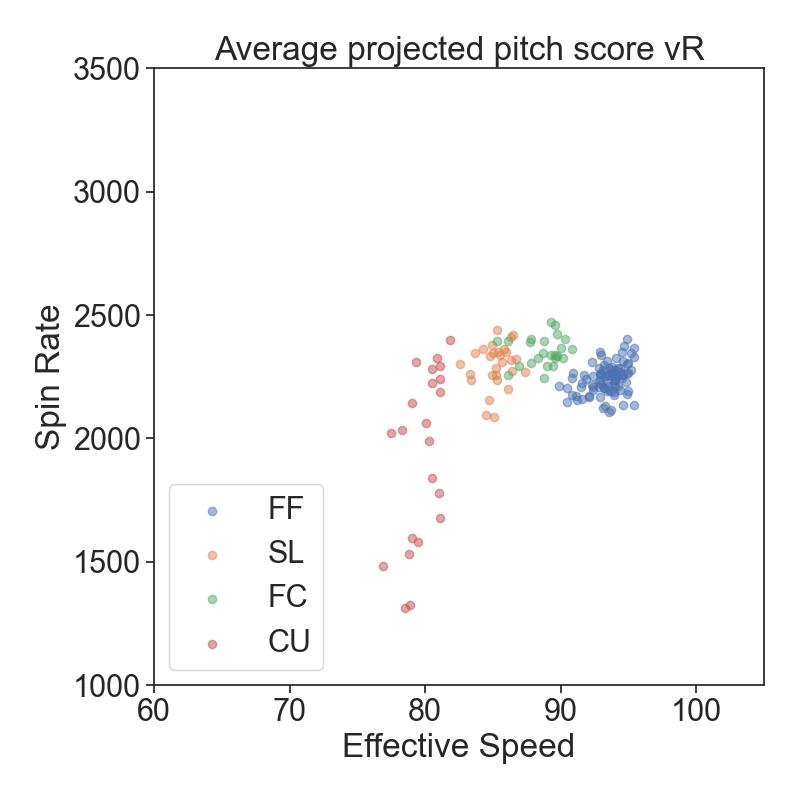 Average projected pitch score vR
3500
3000
2500
2000
1500
1000
Spin Rate
FF
SL
FC
CU
60 70 80 90 100
Effective Speed